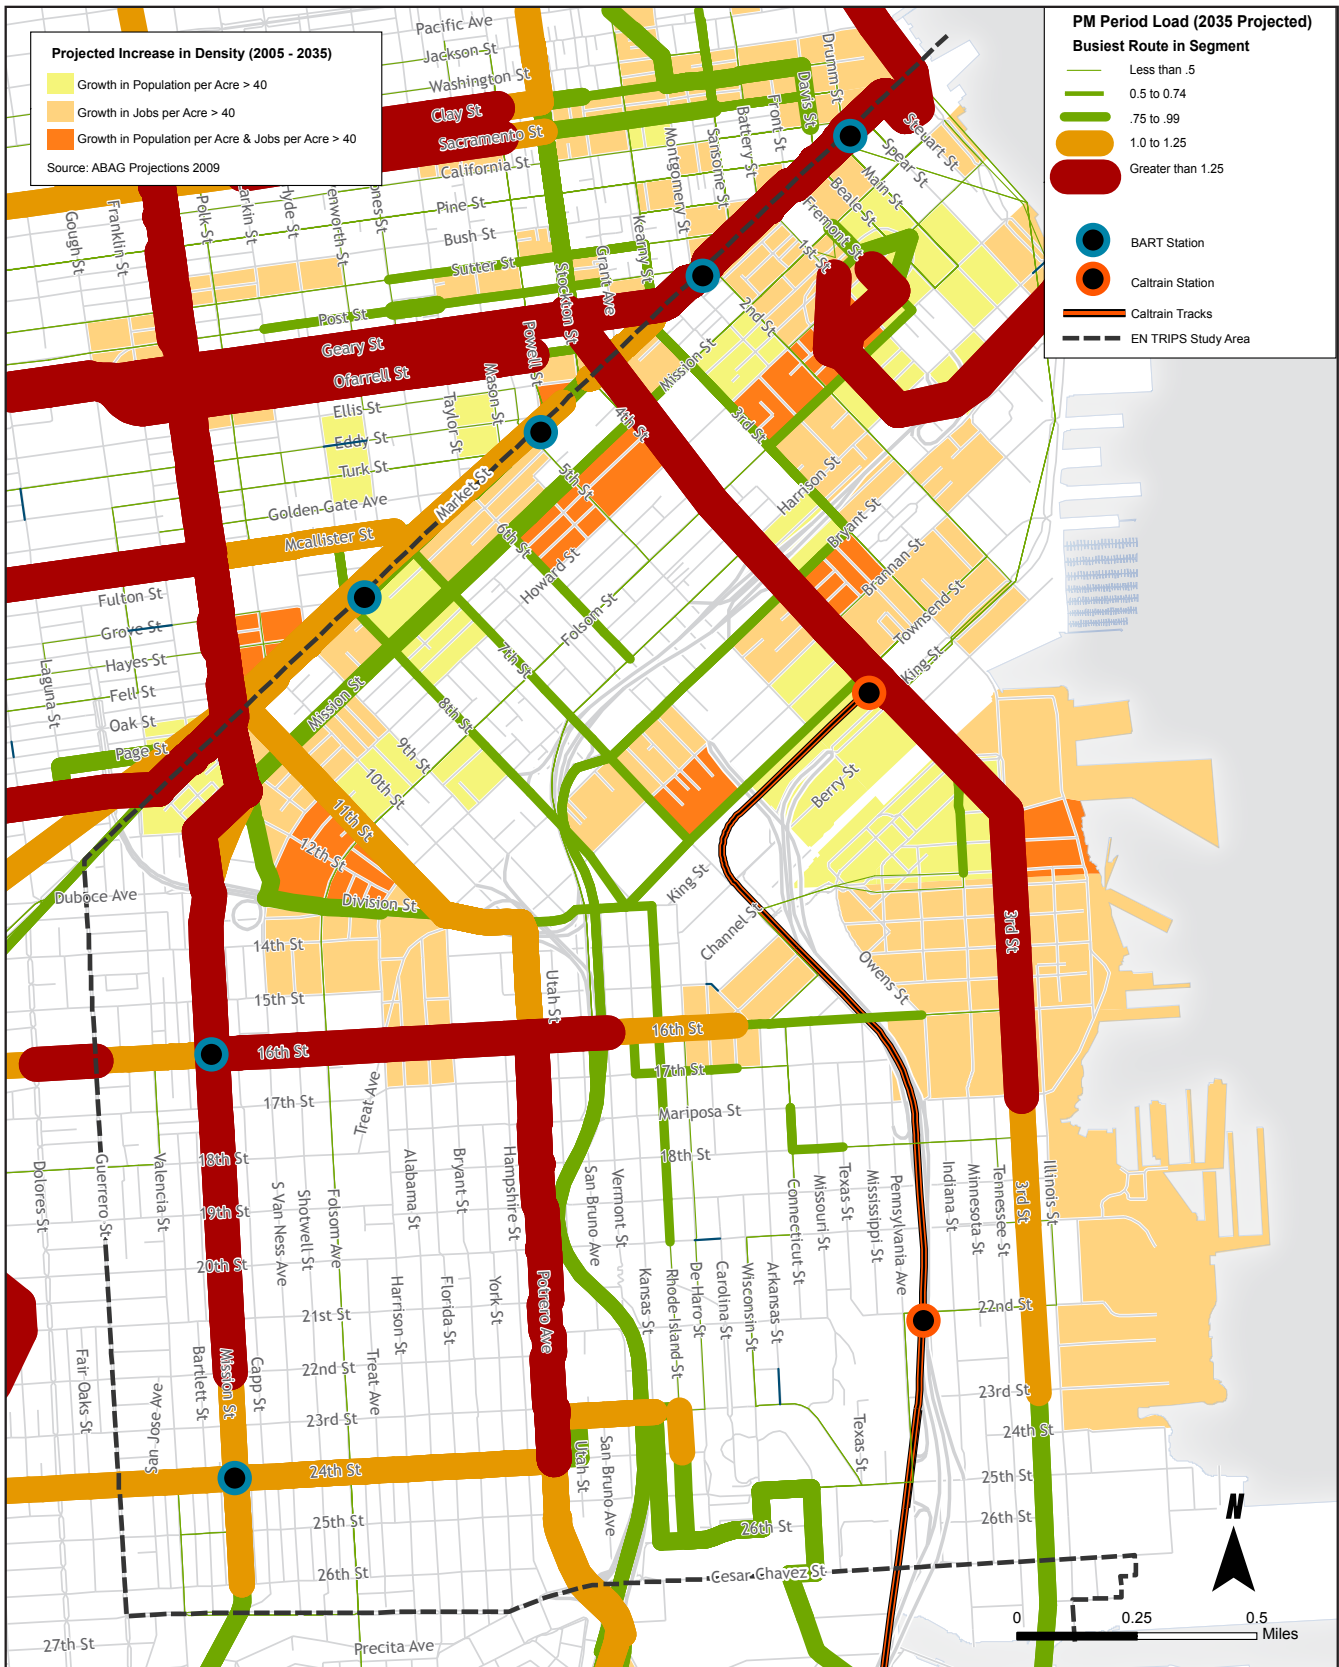 Projected Increase in Density (2005 - 2035)
Growth in Population per Acre > 40
Growth in Jobs per Acre > 40
Growth in Population per Acre & Jobs per Acre > 40
Source: ABAG Projections 2009
PM Period Load (2035 Projected)
Busiest Route in Segment
Less than .5
0.5 to 0.74
.75 to .99
1.0 to 1.25
Greater than 1.25
BART Station
Caltrain Station
Caltrain Tracks
EN TRIPS Study Area
Pacific Ave
Jackson St
Washington St
Clay St
Sacramento St
California St
Pine St
Bush St
Sutter St
Post St
Geary St
Ofarrell St
Ellis St
Eddy St
Turk St
Golden Gate Ave
Mcallister St
Fulton St
Grove St
Hayes St
Fell St
Oak St
Page St
Gough St
Franklin St
Polk St
arkin St
Hyde St
enworth St
ones St
Taylor St
Mason St
Powell St
Stockton St
Grant Ave
Kearny St
Montgomery St
Sansome St
Battery St
Front St
Davis St
Drumm St
Steuart St
Spear St
Main St
Beale St
Fremont St
1st St
2nd St
3rd St
4th St
5th St
6th St
7th St
8th St
9th St
10th St
11th St
12th St
Market St
Mission St
Mission St
Howard St
Folsom St
Harrison St
Bryant St
Brannan St
Townsend St
King St
Berry St
King St
Channel St
Owens St
3rd St
Laguna St
Duboce Ave
Division St
14th St
15th St
16th St
16th St
17th St
17th St
Mariposa St
18th St
18th St
19th St
20th St
21st St
22nd St
22nd St
23rd St
23rd St
24th St
24th St
25th St
25th St
26th St
26th St
26th St
27th St
Cesar Chavez St
Precita Ave
Dolores St
Guerrero St
Valencia St
S Van Ness Ave
Shotwell St
Folsom Ave
Treat Ave
Alabama St
Bryant St
Hampshire St
Utah St
San Bruno Ave
Vermont St
Connecticut St
Missouri St
Texas St
Mississippi St
Pennsylvania Ave
Indiana St
Minnesota St
Tennessee St
3rd St
Illinois St
Fair Oaks St
San Jose Ave
Bartlett St
Mission St
Capp St
Treat Ave
Harrison St
Florida St
York St
Potrero Ave
Utah St
San Bruno Ave
Kansas St
Rhode Island St
De Haro St
Carolina St
Wisconsin St
Arkansas St
Texas St
N
0 0.25 0.5
Miles